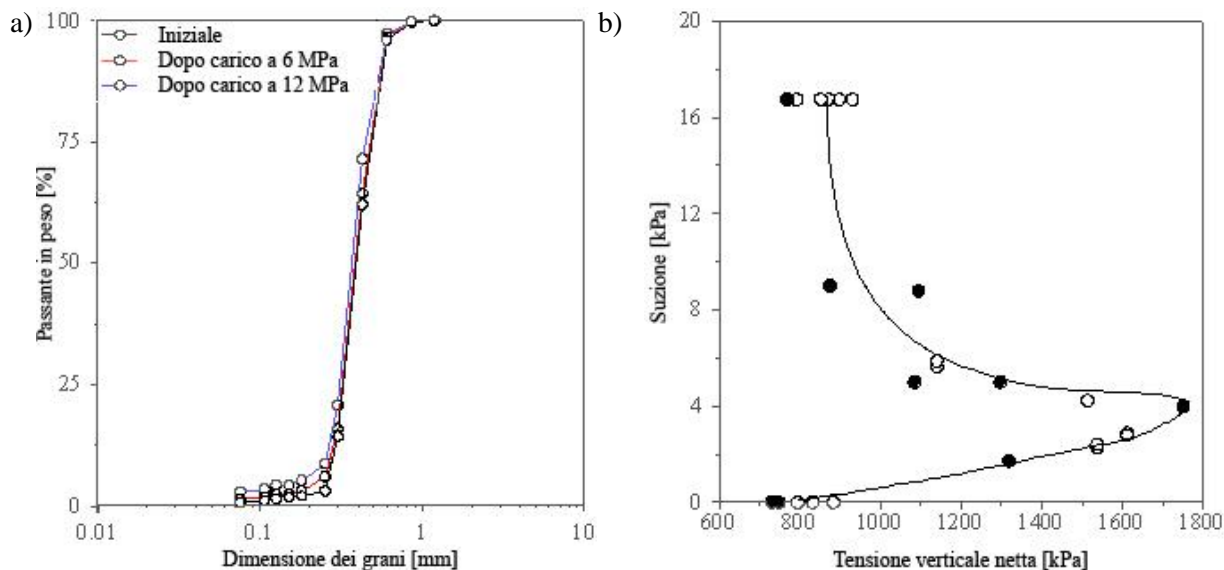 a)
100
75
50
25
0
Passante in peso [%]
Iniziale
Dopo carico a 6 MPa
Dopo carico a 12 MPa
0.01
0.1
1
10
Dimensione dei grani [mm]
b)
20
16
12
8
4
0
Suzione [kPa]
600
800
1000
1200
1400
1600
1800
Tensione verticale netta [kPa]